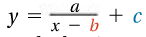 y = a / (x − b) + c